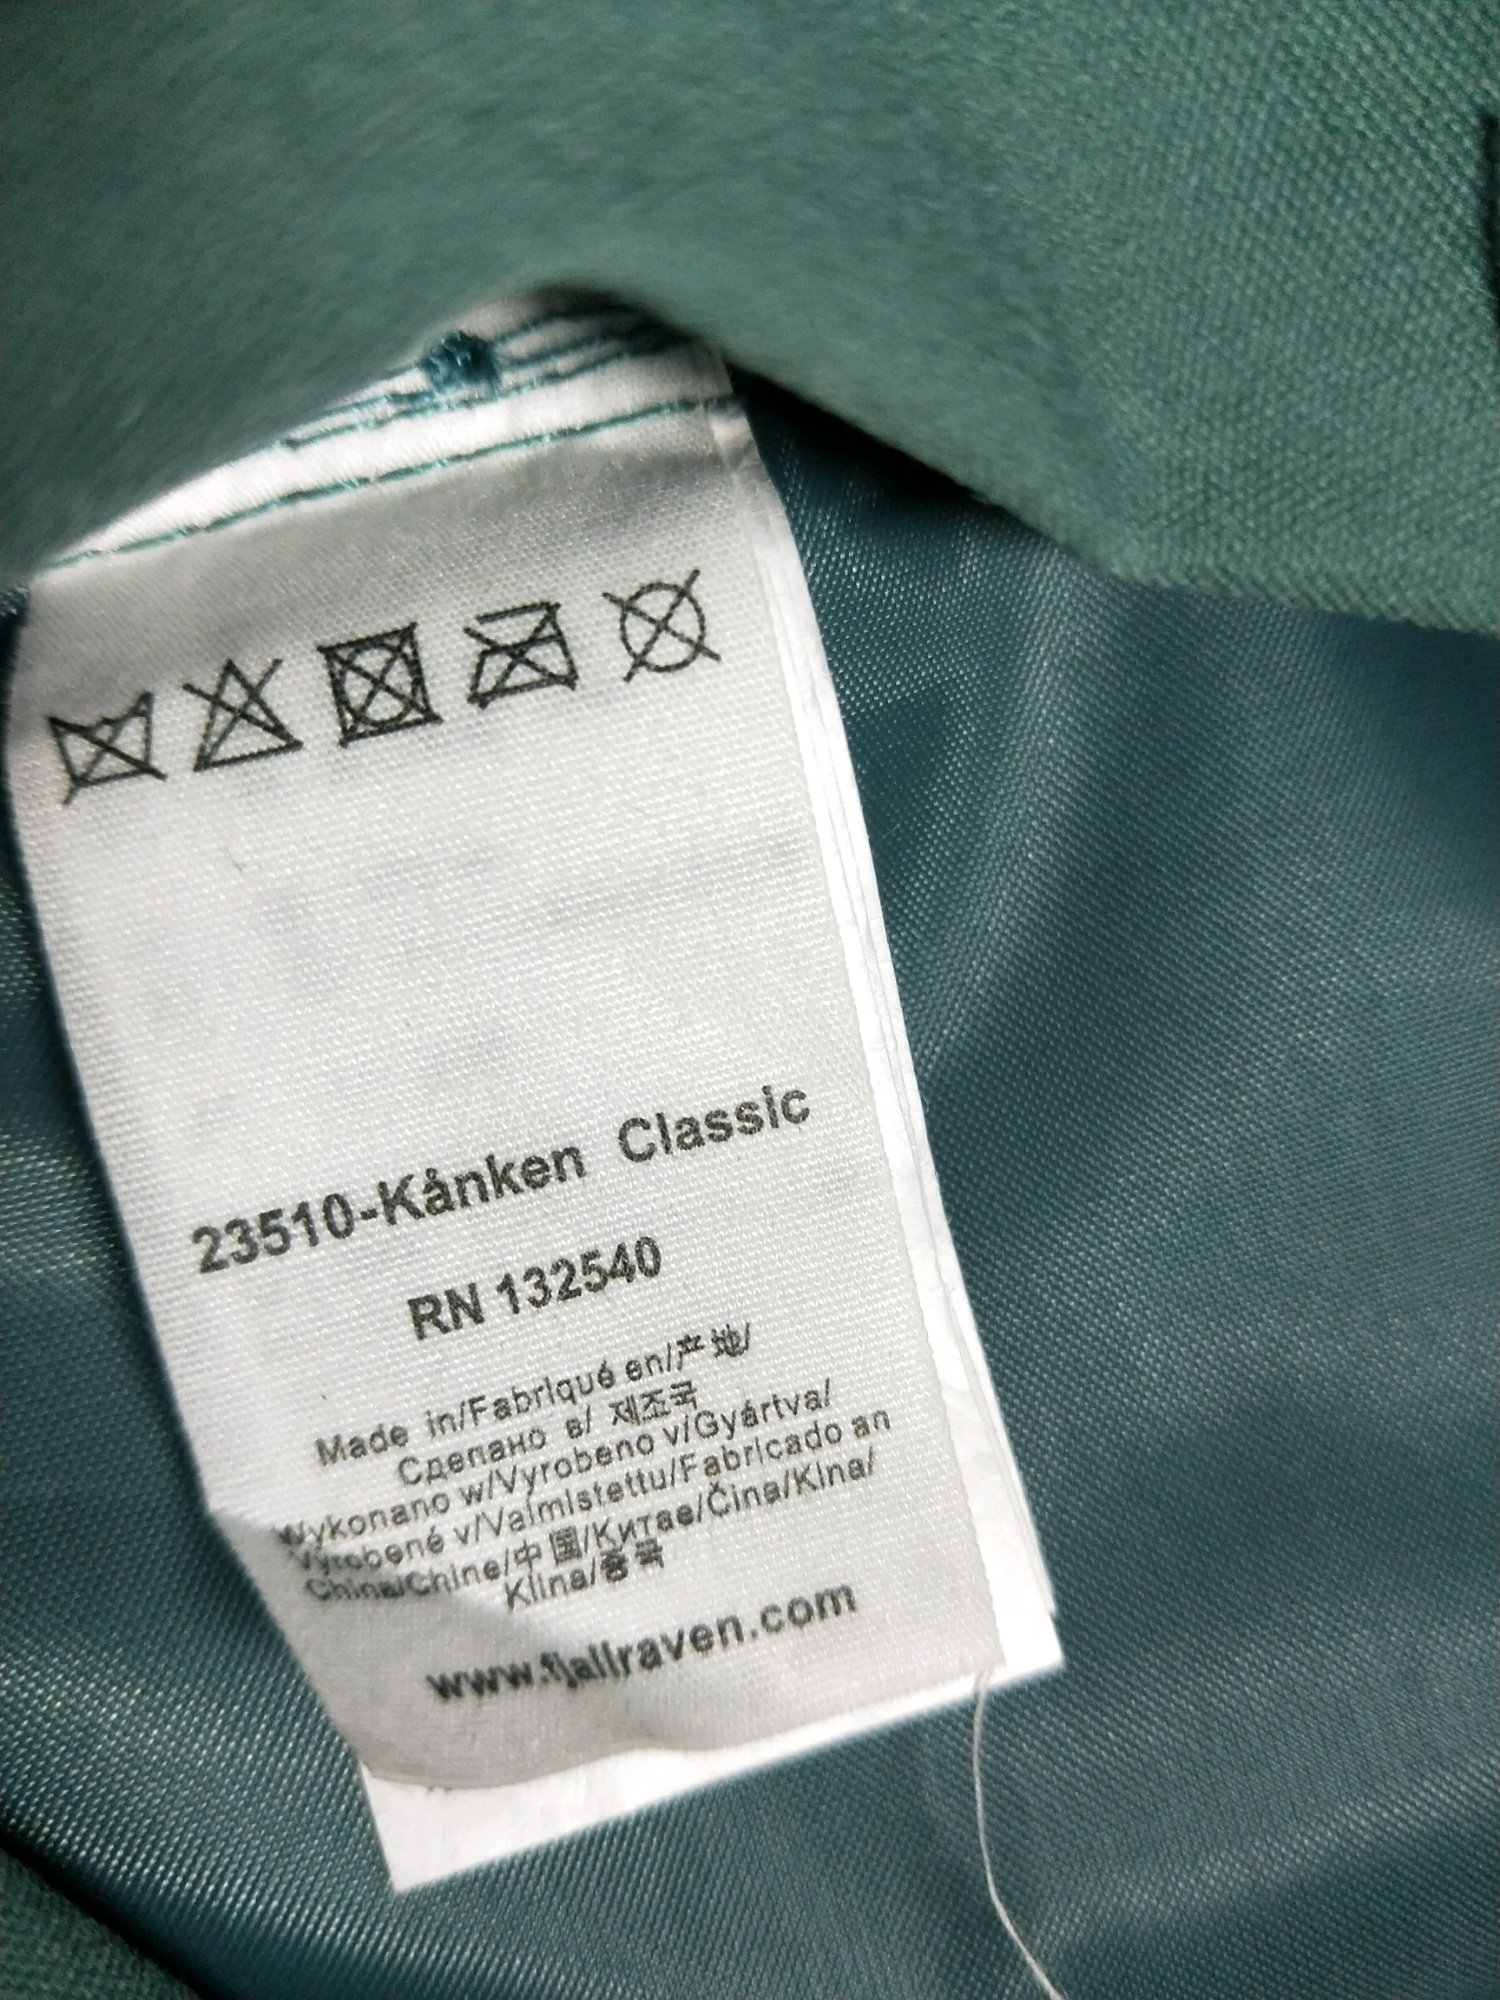 23510-Kånken Classic
RN 132540
Made in/Fabriqué en/产地/
Сделано в/ 제조국
Wykonano w/Vyrobeno v/Gyártva/
Vyrobené v/Valmistettu/Fabricado an
China/Chine/中国/Китае/Čína/Kína/
Kiina/중국
www.fjallraven.com